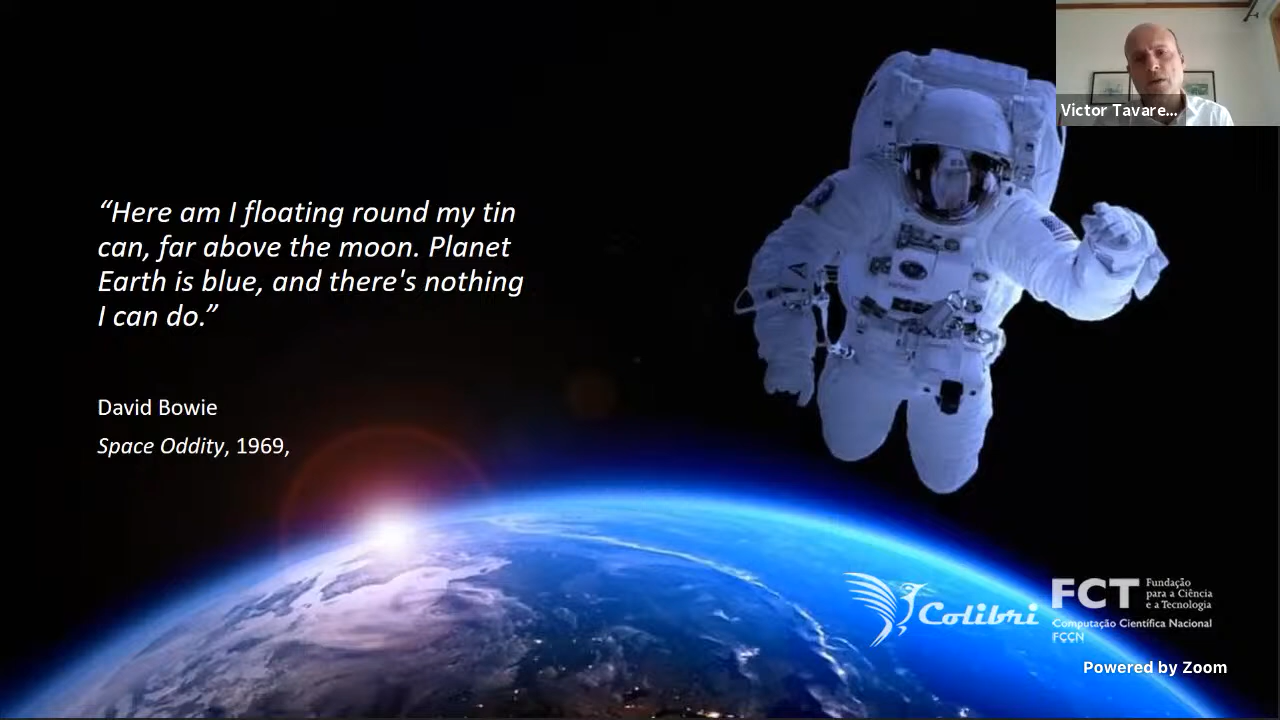 Victor Tavare...
“Here am I floating round my tin
can, far above the moon. Planet
Earth is blue, and there's nothing
I can do.”
David Bowie
Space Oddity, 1969,
Colibri
FCT
Fundação
para a Ciência
e a Tecnologia
Computação Científica Nacional
FCCN
Powered by Zoom